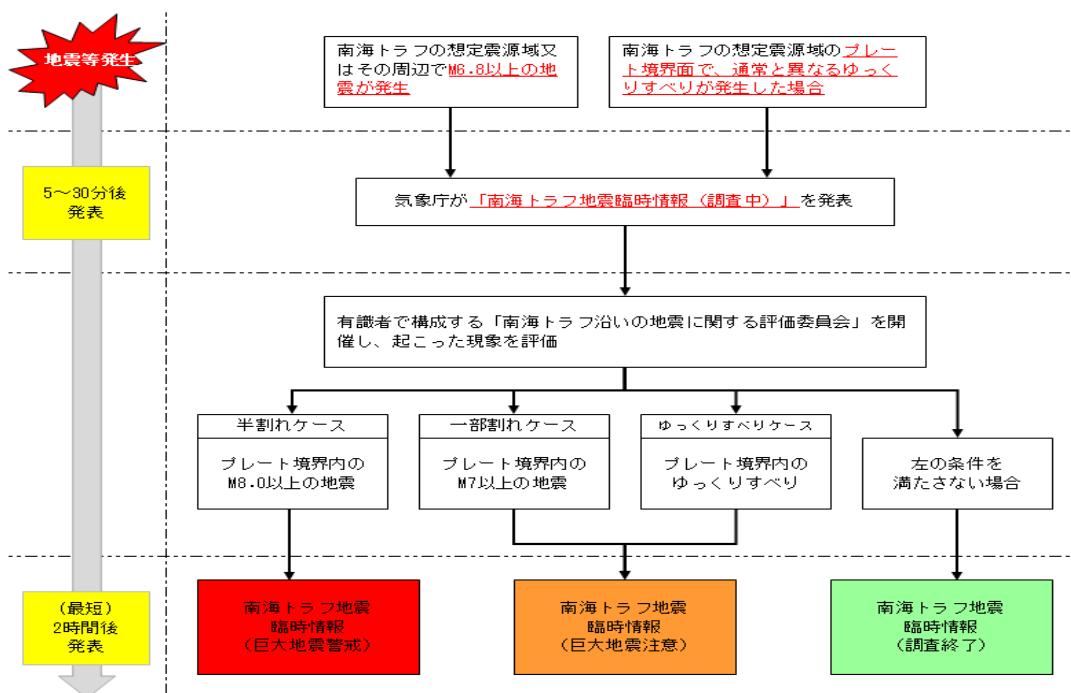 地震等発生
南海トラフの想定震源域又
はその周辺でM6.8以上の地
震が発生
南海トラフの想定震源域のプレー
ト境界面で、通常と異なるゆっく
りすべりが発生した場合
5～30分後
発表
気象庁が「南海トラフ地震臨時情報（調査中）」を発表
有識者で構成する「南海トラフ沿いの地震に関する評価委員会」を開
催し、起こった現象を評価
半割れケース
プレート境界内の
M8.0以上の地震
一部割れケース
プレート境界内の
M7以上の地震
ゆっくりすべりケース
プレート境界内の
ゆっくりすべり
左の条件を
満たさない場合
（最短）
2時間後
発表
南海トラフ地震
臨時情報
（巨大地震警戒）
南海トラフ地震
臨時情報
（巨大地震注意）
南海トラフ地震
臨時情報
（調査終了）